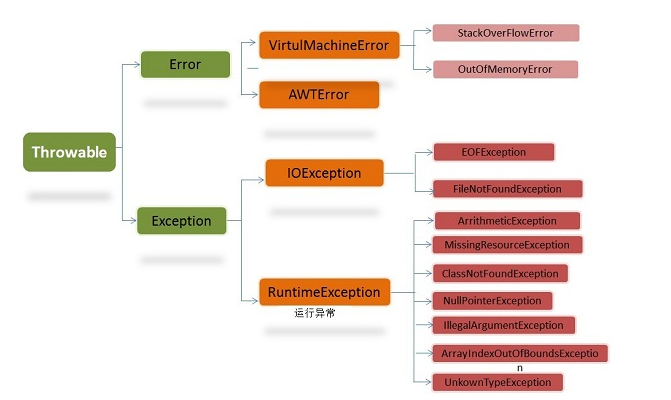 Throwable
Error
VirtulMachineError
StackOverFlowError
OutOfMemoryError
AWTError
Exception
IOException
EOFException
FileNotFoundException
RuntimeException
运行异常
ArrithmeticException
MissingResourceException
ClassNotFoundException
NullPointerException
IllegalArgumentException
ArrayIndexOutOfBoundsExceptio
n
UnkownTypeException